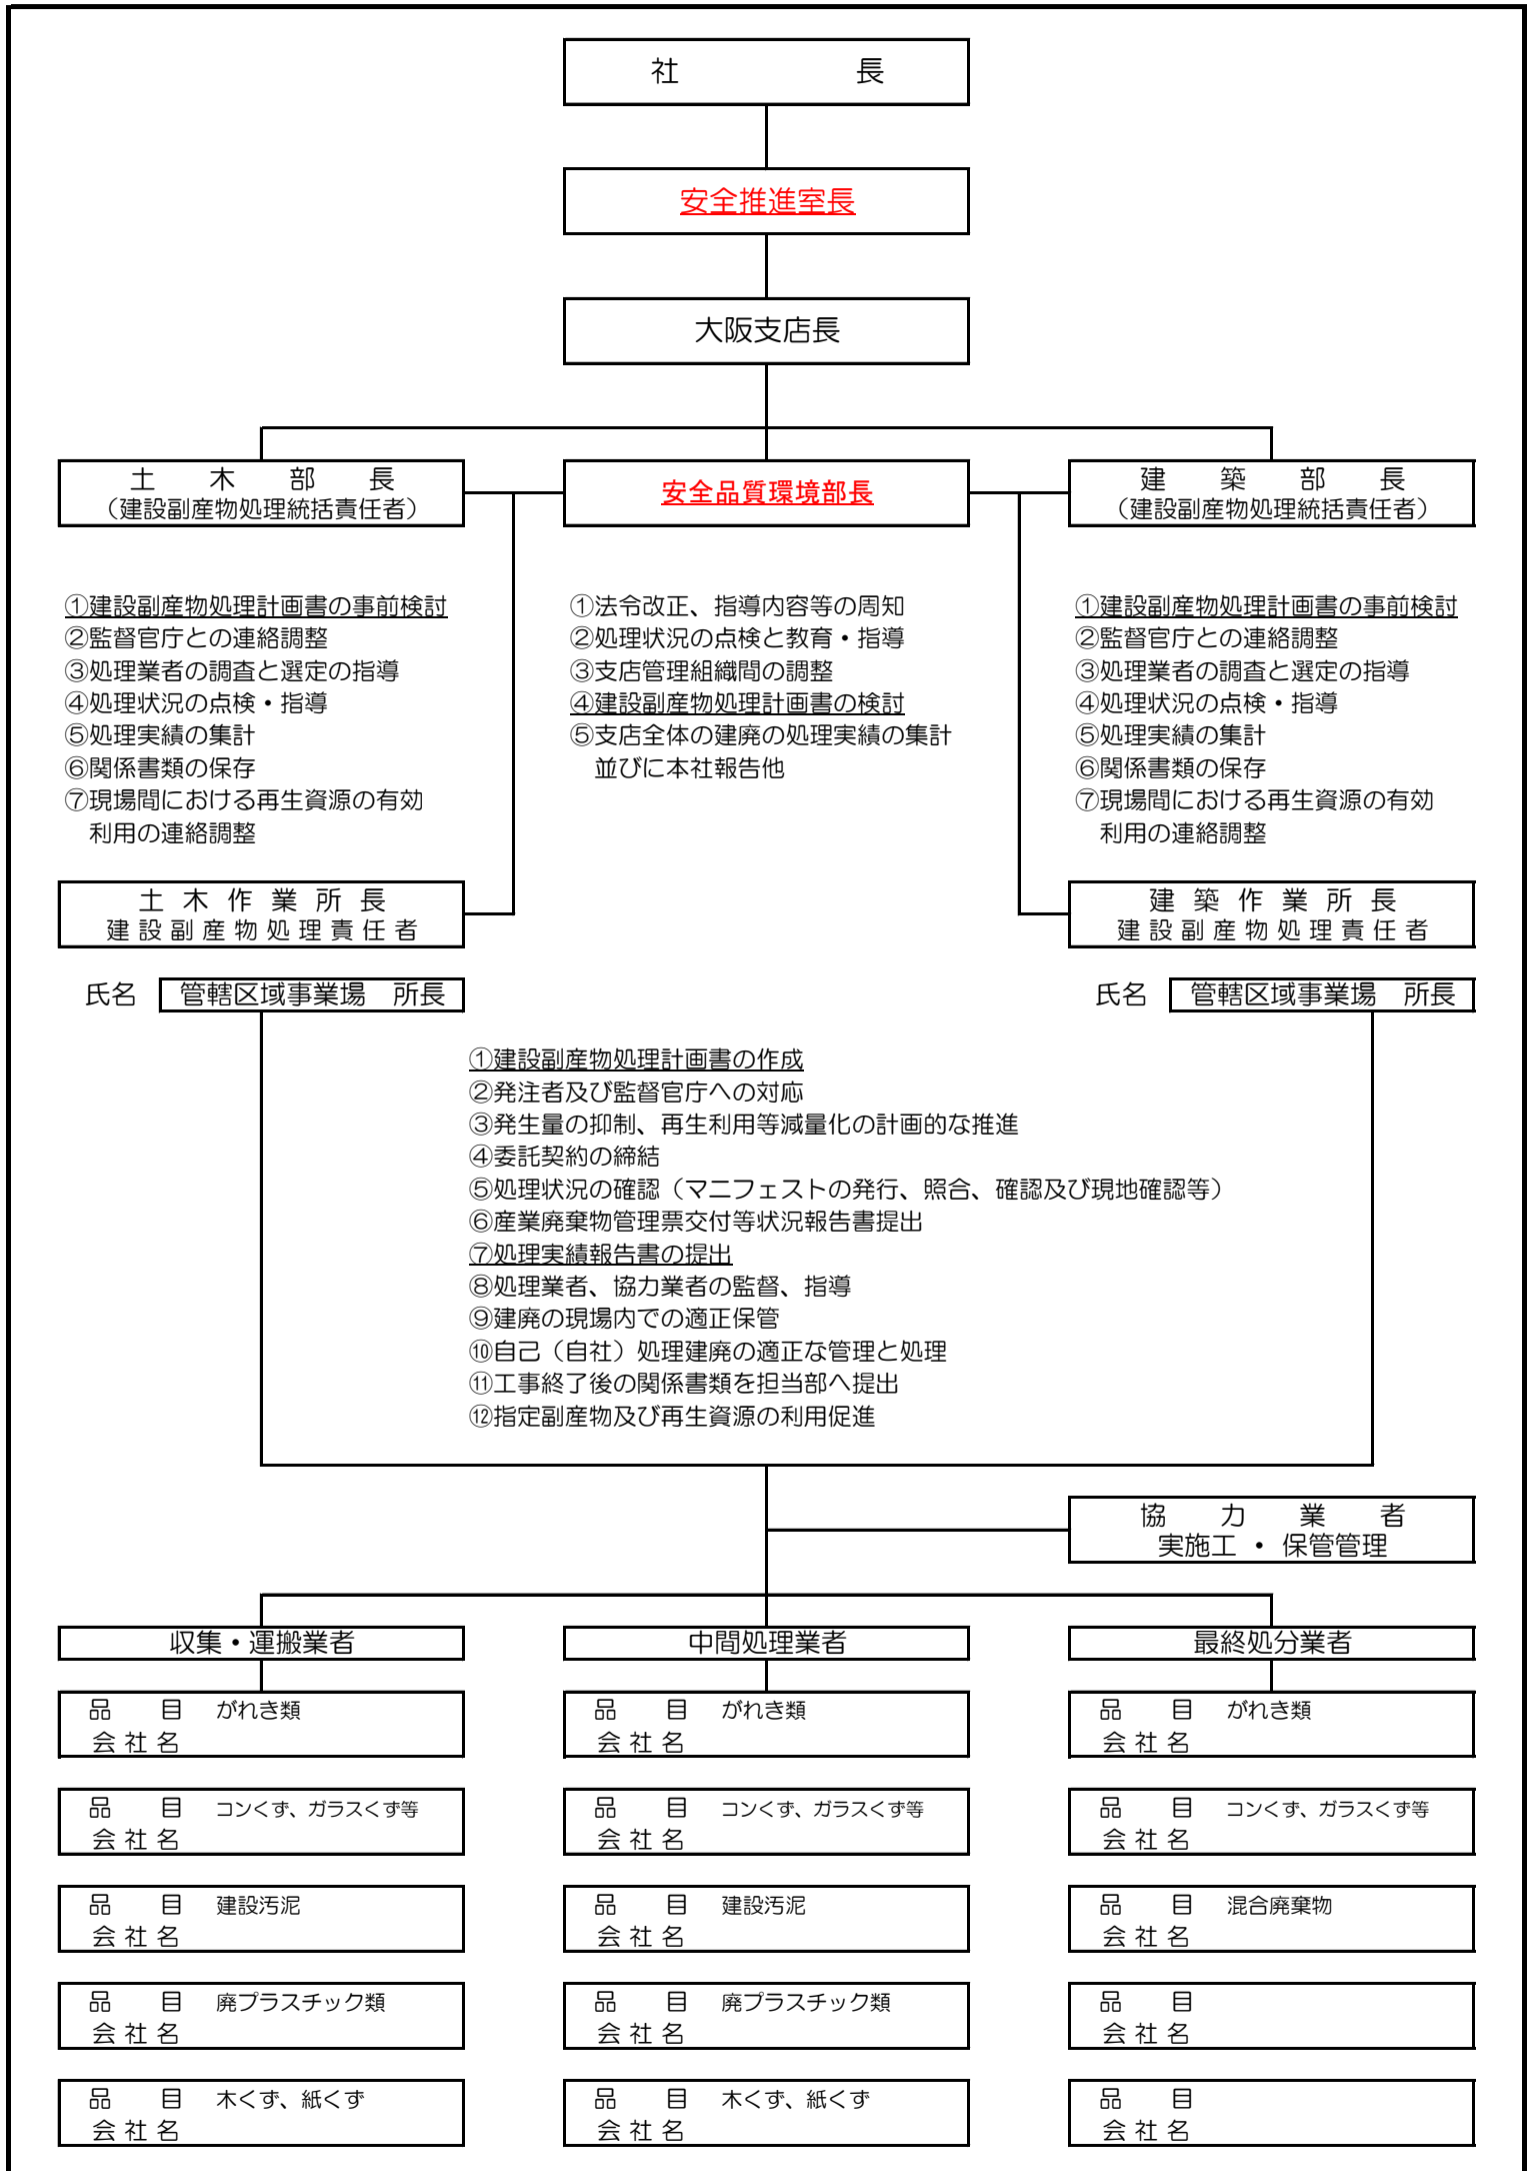 社　　　　　　長
安全推進室長
大阪支店長
土　木　部　長
（建設副産物処理統括責任者）
安全品質環境部長
建　築　部　長
（建設副産物処理統括責任者）
①建設副産物処理計画書の事前検討
②監督官庁との連絡調整
③処理業者の調査と選定の指導
④処理状況の点検・指導
⑤処理実績の集計
⑥関係書類の保存
⑦現場間における再生資源の有効
利用の連絡調整
①法令改正、指導内容等の周知
②処理状況の点検と教育・指導
③支店管理組織間の調整
④建設副産物処理計画書の検討
⑤支店全体の建廃の処理実績の集計
並びに本社報告他
①建設副産物処理計画書の事前検討
②監督官庁との連絡調整
③処理業者の調査と選定の指導
④処理状況の点検・指導
⑤処理実績の集計
⑥関係書類の保存
⑦現場間における再生資源の有効
利用の連絡調整
土 木 作 業 所 長
建 設 副 産 物 処 理 責 任 者
建 築 作 業 所 長
建 設 副 産 物 処 理 責 任 者
氏名　管轄区域事業場　所長
氏名　管轄区域事業場　所長
①建設副産物処理計画書の作成
②発注者及び監督官庁への対応
③発生量の抑制、再生利用等減量化の計画的な推進
④委託契約の締結
⑤処理状況の確認（マニフェストの発行、照合、確認及び現地確認等）
⑥産業廃棄物管理票交付等状況報告書提出
⑦処理実績報告書の提出
⑧処理業者、協力業者の監督、指導
⑨建廃の現場内での適正保管
⑩自己（自社）処理建廃の適正な管理と処理
⑪工事終了後の関係書類を担当部へ提出
⑫指定副産物及び再生資源の利用促進
協　力　業　者
実施工 ・ 保管管理
収集・運搬業者
中間処理業者
最終処分業者
品　目　がれき類
会 社 名
品　目　がれき類
会 社 名
品　目　がれき類
会 社 名
品　目　コンくず、ガラスくず等
会 社 名
品　目　コンくず、ガラスくず等
会 社 名
品　目　コンくず、ガラスくず等
会 社 名
品　目　建設汚泥
会 社 名
品　目　建設汚泥
会 社 名
品　目　混合廃棄物
会 社 名
品　目　廃プラスチック類
会 社 名
品　目　廃プラスチック類
会 社 名
品　目
会 社 名
品　目　木くず、紙くず
会 社 名
品　目　木くず、紙くず
会 社 名
品　目
会 社 名